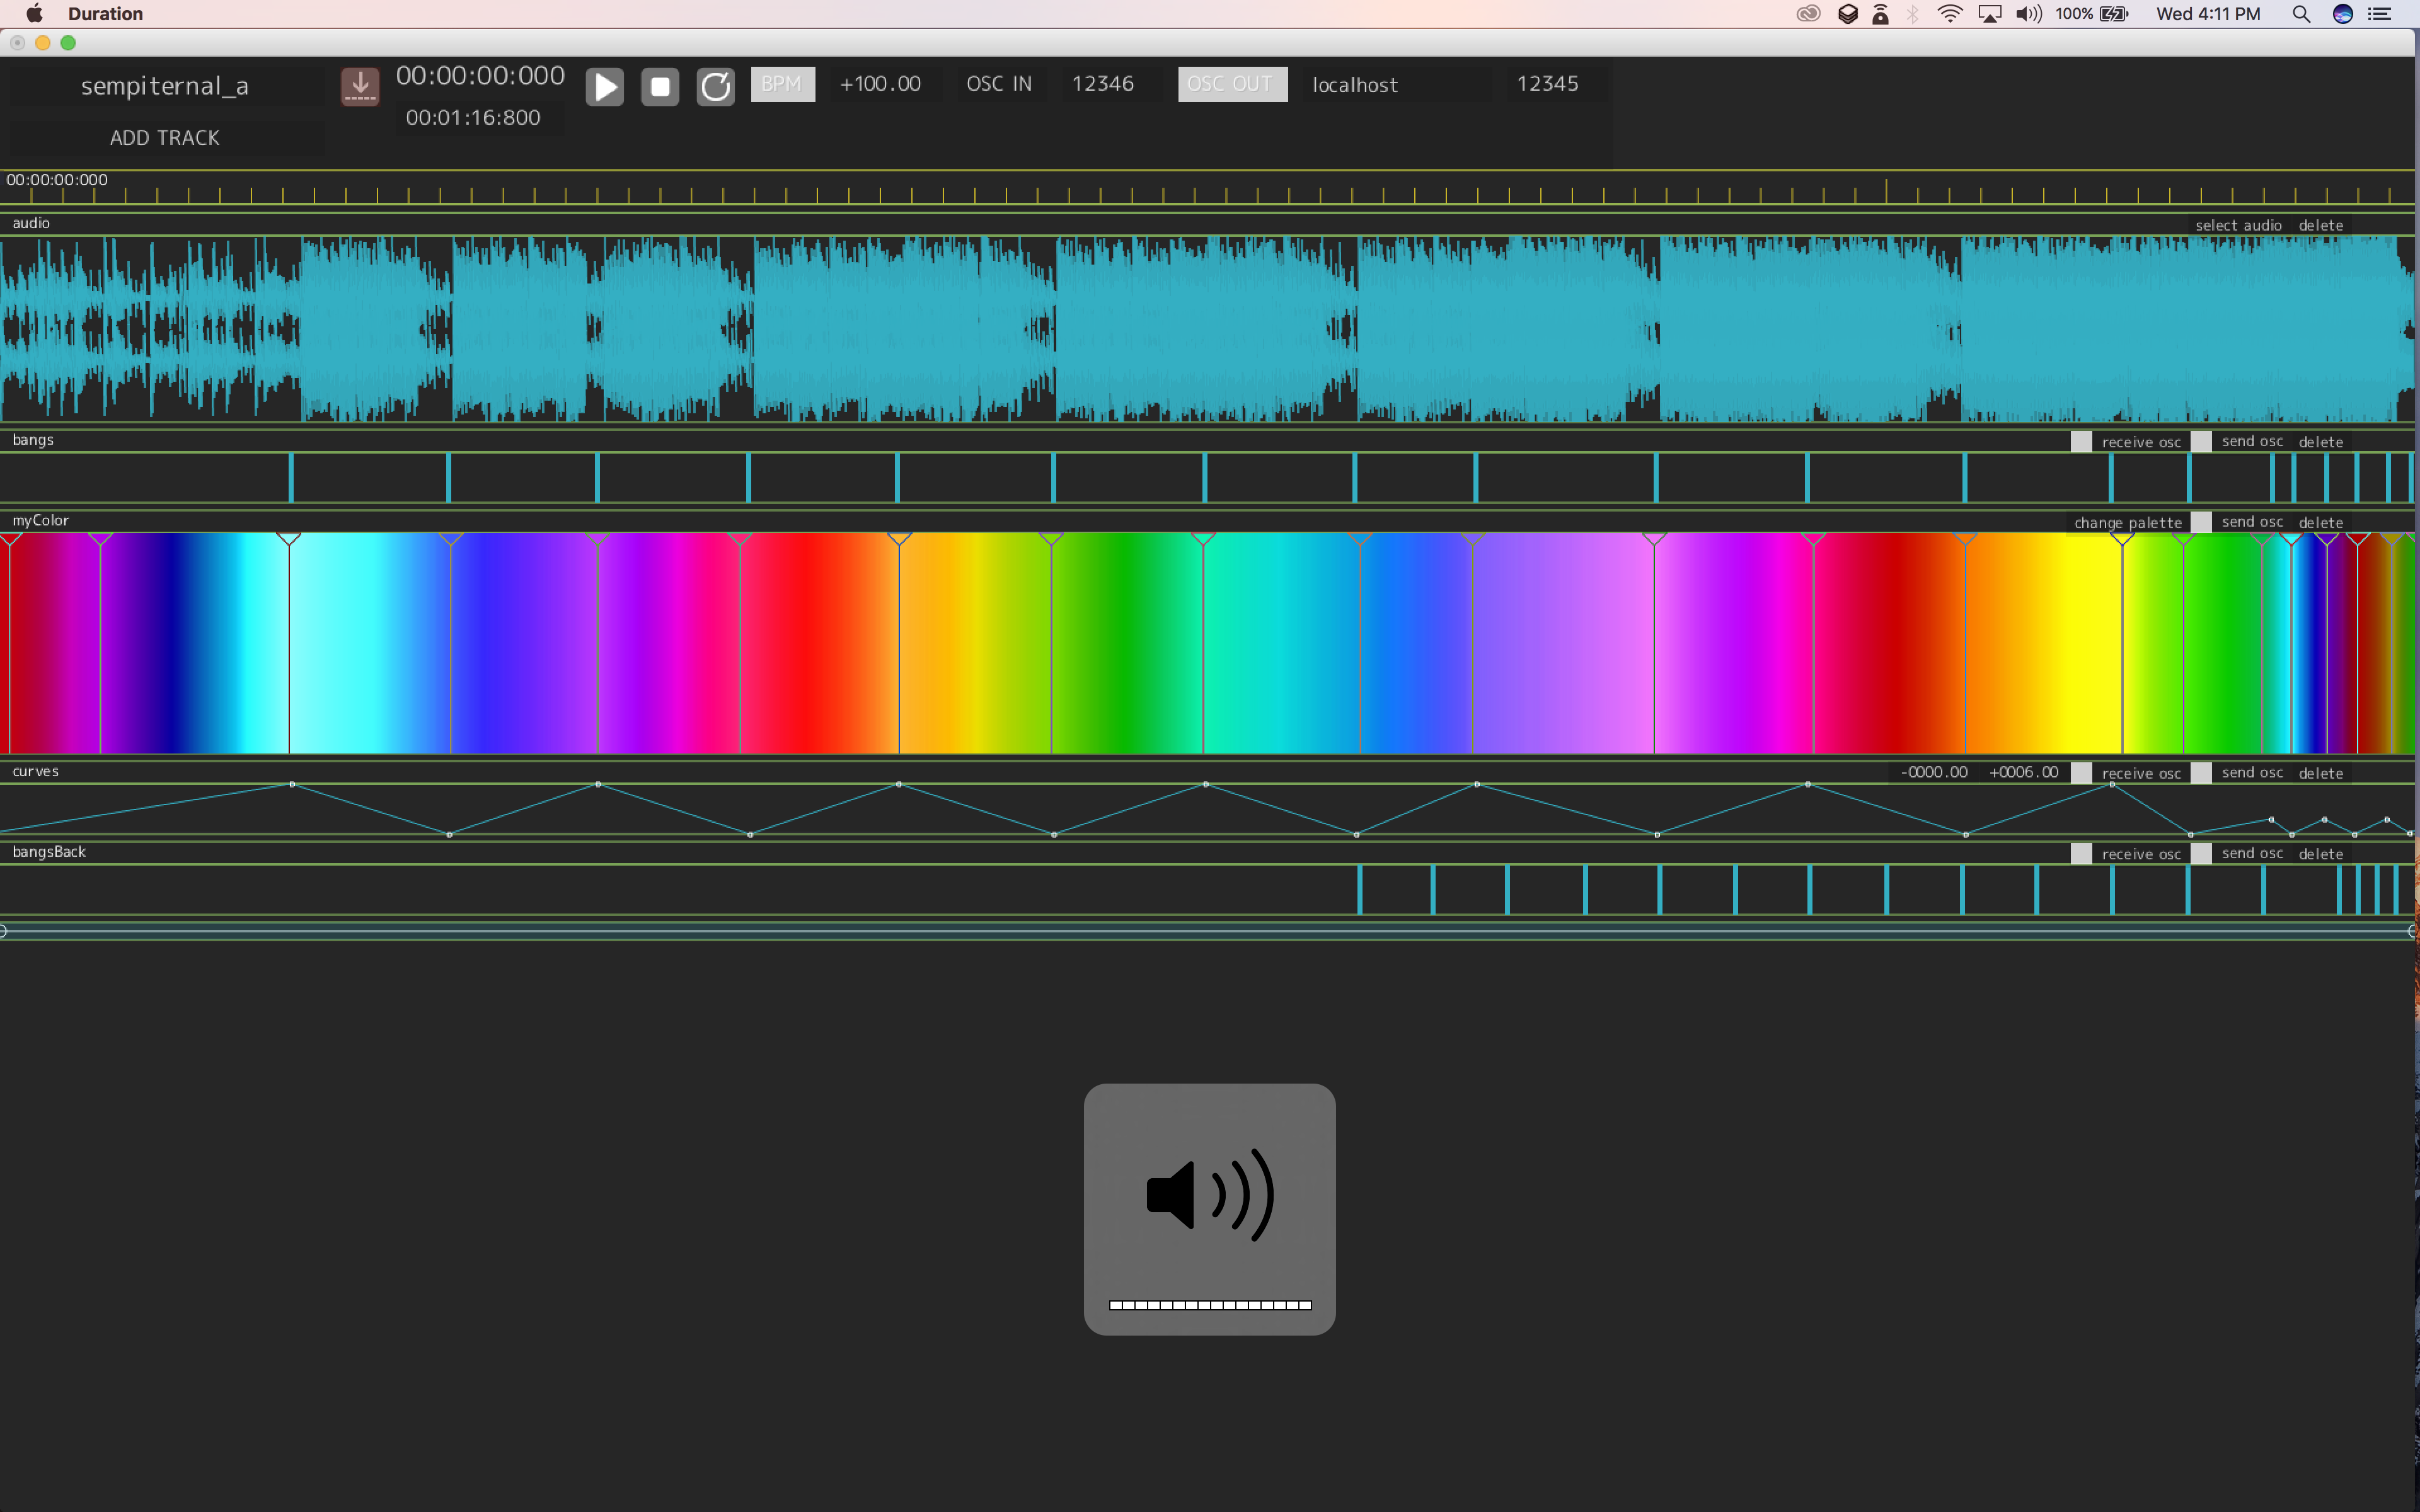 Duration 100% Wed 4:11 PM
sempiternal_a 00:00:00:000 BPM +100.00 OSC IN 12346 OSC OUT localhost 12345
00:01:16:800
ADD TRACK
00:00:00:000
audio select audio delete
bangs receive osc send osc delete
myColor change palette send osc delete
curves -0000.00 +0006.00 receive osc send osc delete
bangsBack receive osc send osc delete